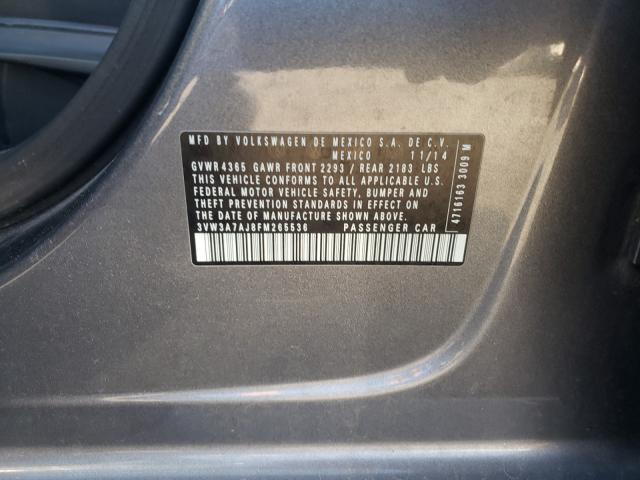 MFD BY VOLKSWAGEN DE MEXICO S.A. DE C.V.
MEXICO 11/14
GVWR 4365 GAWR FRONT 2293 / REAR 2183 LBS
THIS VEHICLE CONFORMS TO ALL APPLICABLE U.S.
FEDERAL MOTOR VEHICLE SAFETY, BUMPER AND
THEFT PREVENTION STANDARDS IN EFFECT ON
THE DATE OF MANUFACTURE SHOWN ABOVE.
3VW3A7AJ8FM265636 PASSENGER CAR
4716163 3009 M